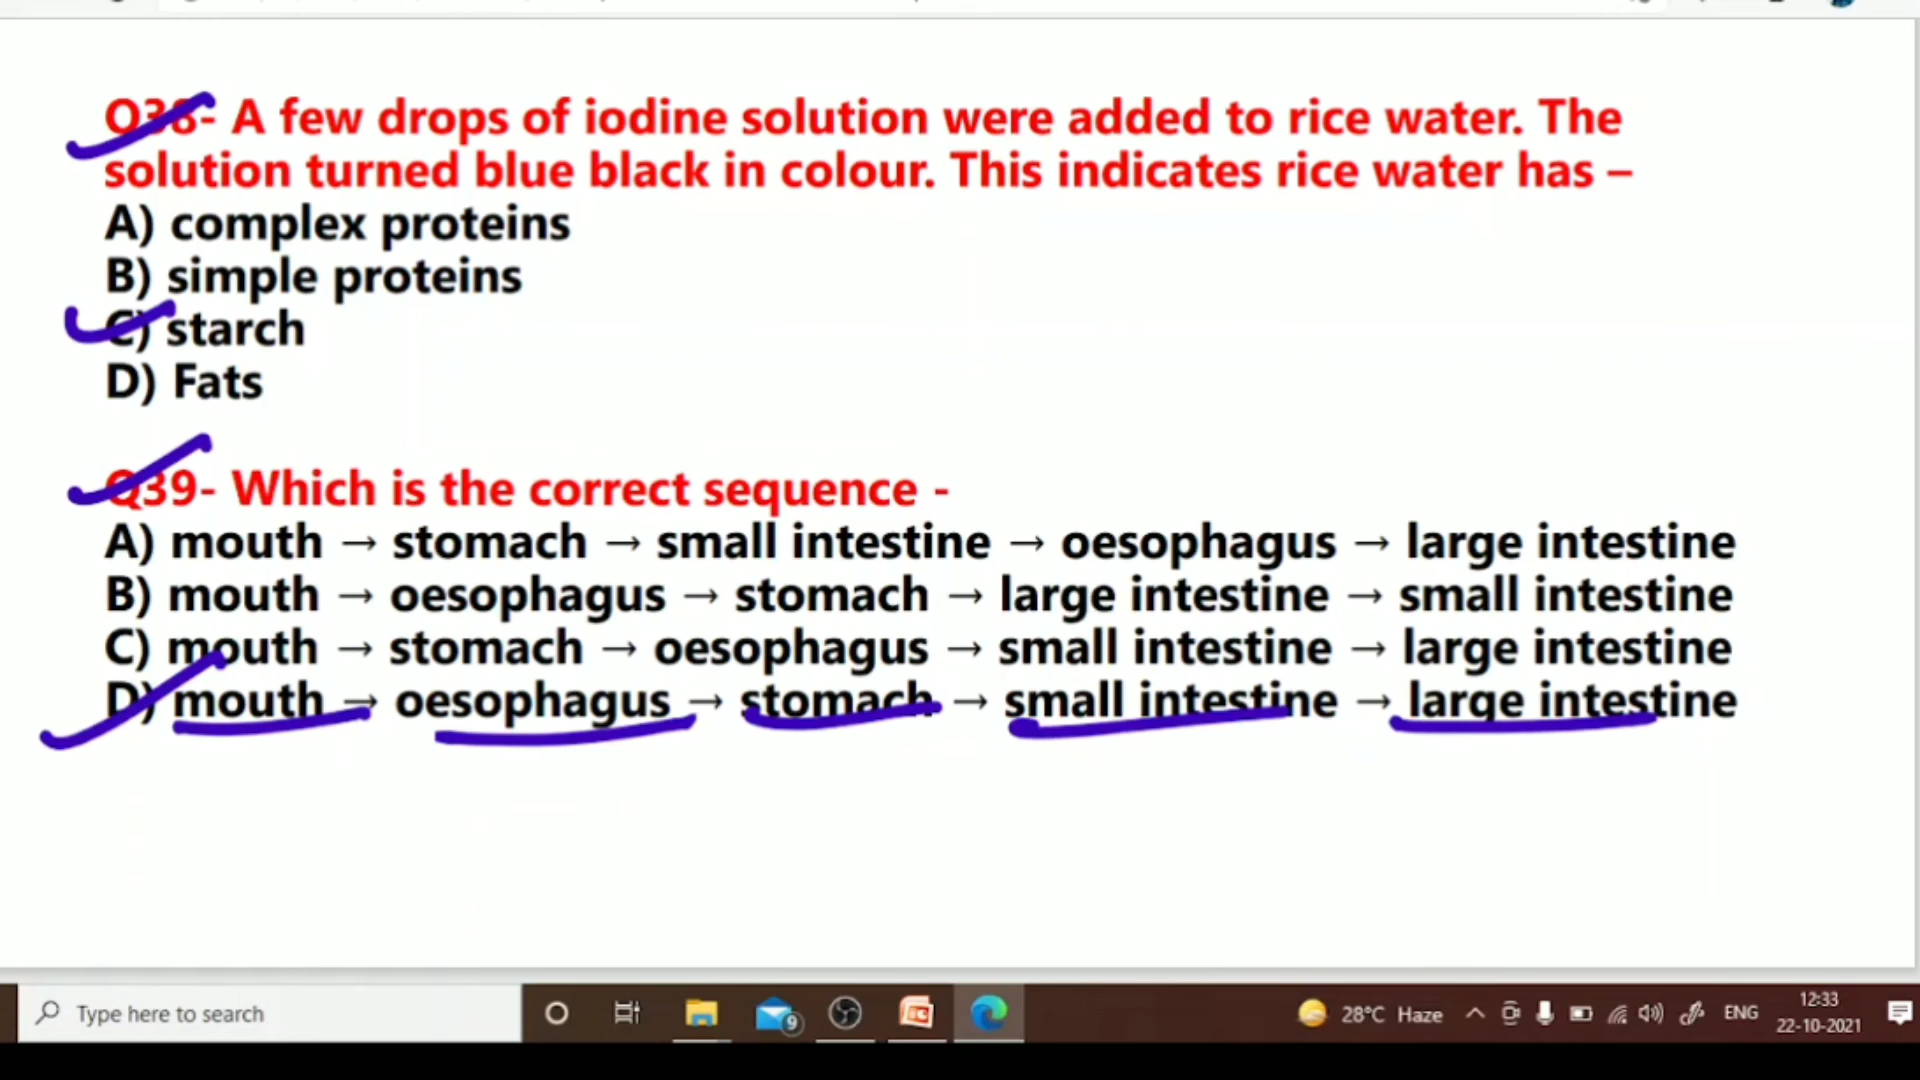 Q38- A few drops of iodine solution were added to rice water. The
solution turned blue black in colour. This indicates rice water has –
A) complex proteins
B) simple proteins
C) starch
D) Fats
Q39- Which is the correct sequence -
A) mouth → stomach → small intestine → oesophagus → large intestine
B) mouth → oesophagus → stomach → large intestine → small intestine
C) mouth → stomach → oesophagus → small intestine → large intestine
D) mouth → oesophagus → stomach → small intestine → large intestine
Type here to search
9
28°C Haze
ENG
12:33
22-10-2021